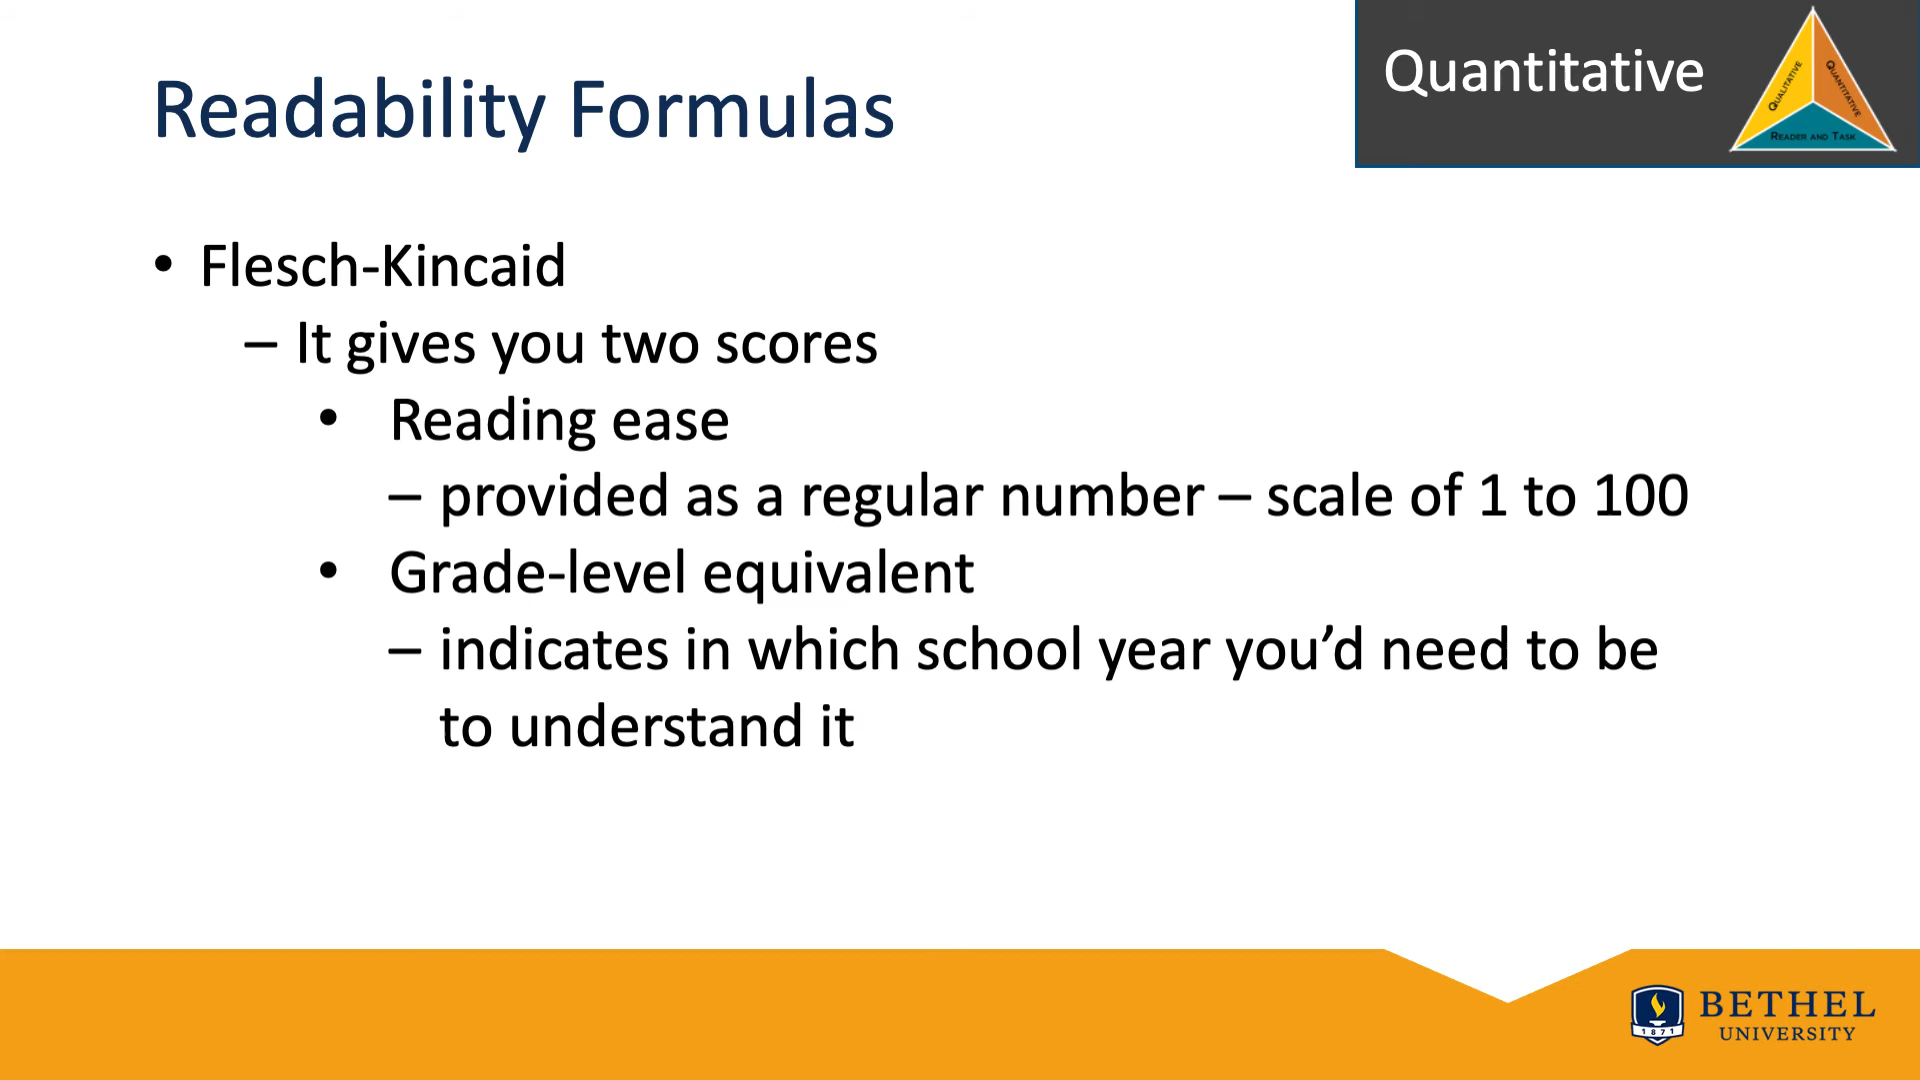 Readability Formulas
Quantitative
QUALITATIVE
QUANTITATIVE
READER AND TASK
• Flesch-Kincaid
– It gives you two scores
• Reading ease
– provided as a regular number – scale of 1 to 100
• Grade-level equivalent
– indicates in which school year you’d need to be
to understand it
1871
BETHEL
UNIVERSITY